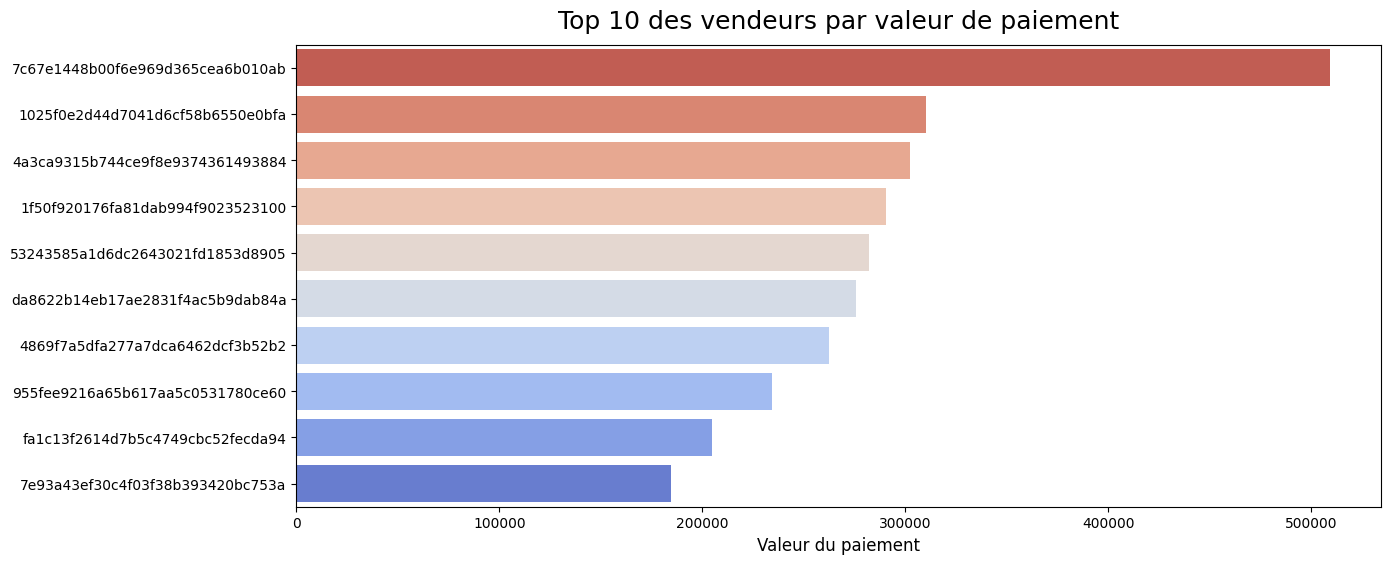 Top 10 des vendeurs par valeur de paiement
7c67e1448b00f6e969d365cea6b010ab
1025f0e2d44d7041d6cf58b6550e0bfa
4a3ca9315b744ce9f8e9374361493884
1f50f920176fa81dab994f9023523100
53243585a1d6dc2643021fd1853d8905
da8622b14eb17ae2831f4ac5b9dab84a
4869f7a5dfa277a7dca6462dcf3b52b2
955fee9216a65b617aa5c0531780ce60
fa1c13f2614d7b5c4749cbc52fecda94
7e93a43ef30c4f03f38b393420bc753a
0 100000 200000 300000 400000 500000
Valeur du paiement